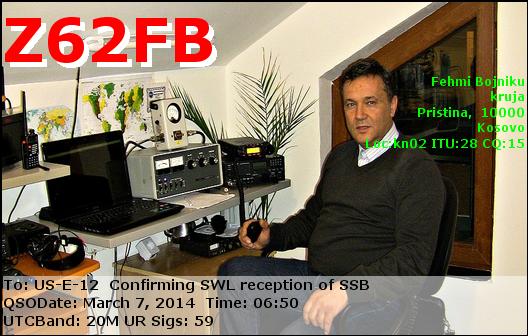 Z62FB
Fehmi Bojniku
kruja
Pristina, 10000
Kosovo
Loc:kn02 ITU:28 CQ:15
To: US-E-12 Confirming SWL reception of SSB
QSODate: March 7, 2014 Time: 06:50
UTCBand: 20M UR Sigs: 59